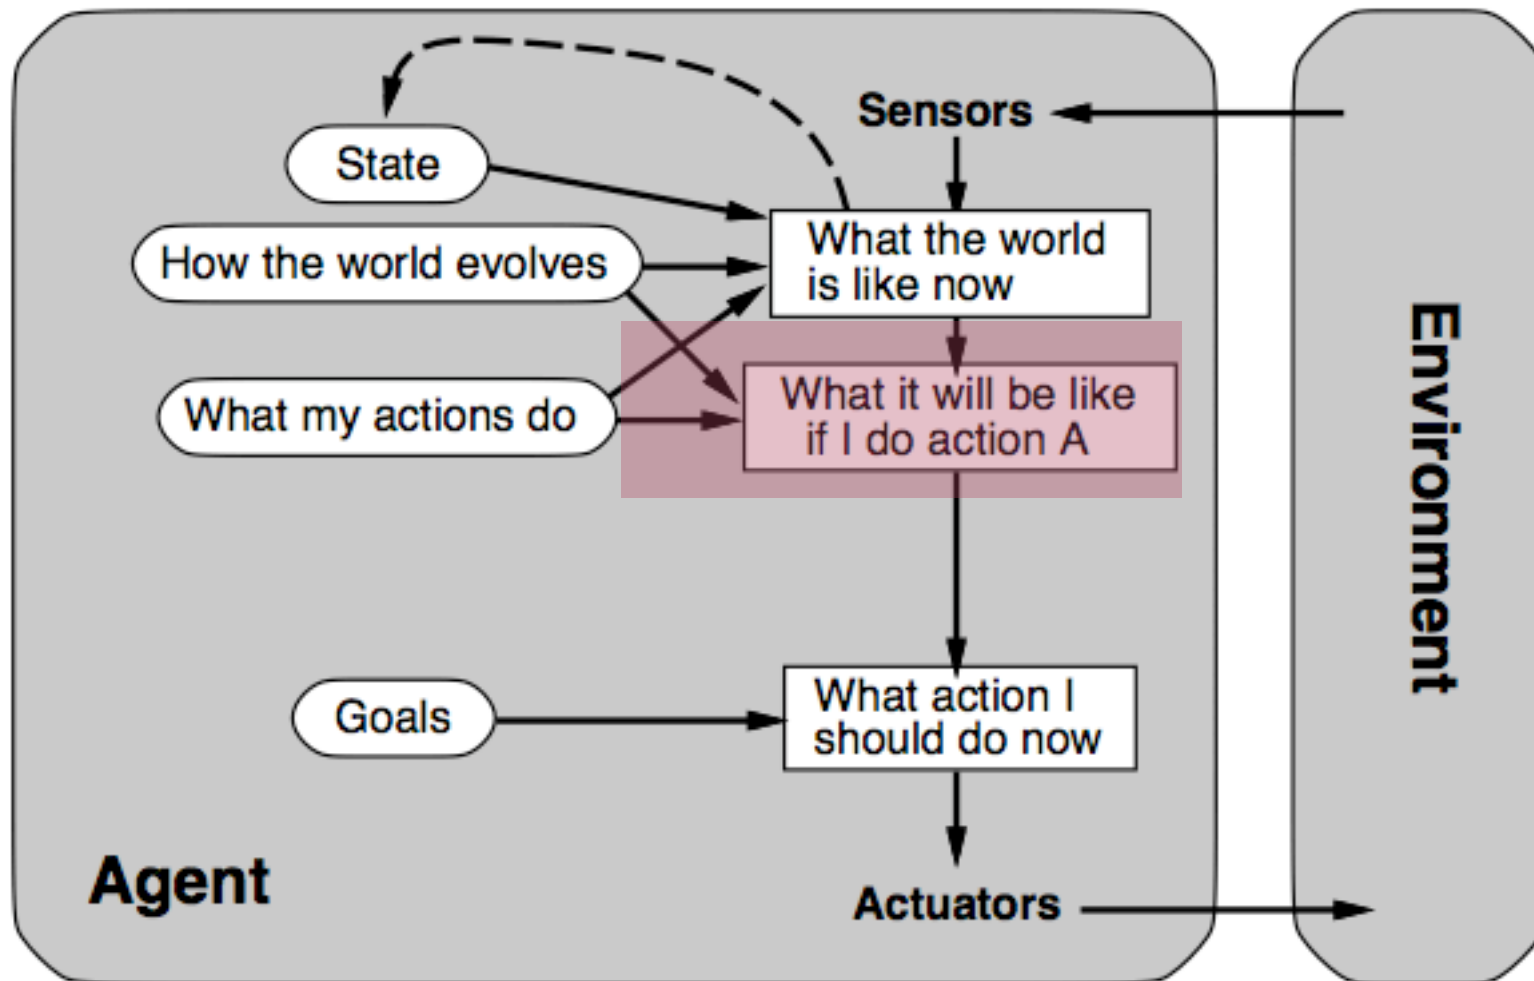 Sensors
State
What the world
is like now
How the world evolves
What it will be like
if I do action A
What my actions do
Environment
Goals
What action I
should do now
Agent
Actuators